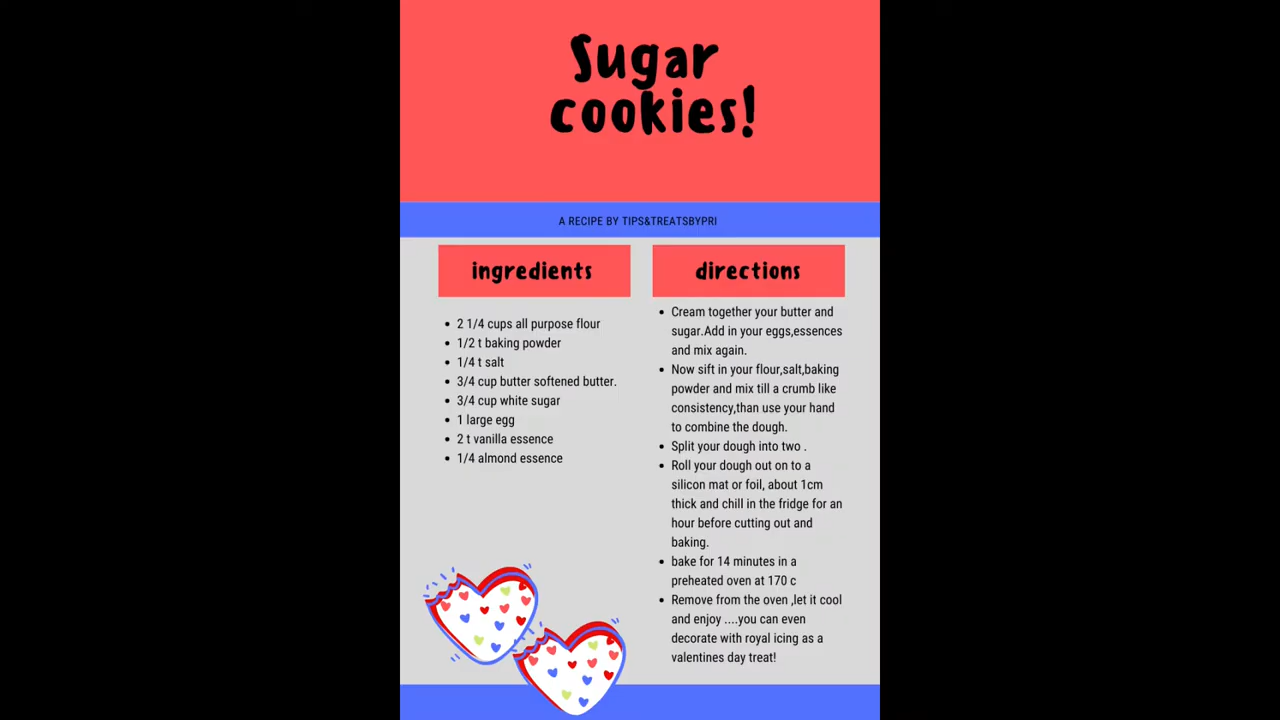 Sugar
cookies!
A RECIPE BY TIPS&TREATSBYPRI
ingredients
2 1/4 cups all purpose flour
1/2 t baking powder
1/4 t salt
3/4 cup butter softened butter.
3/4 cup white sugar
1 large egg
2 t vanilla essence
1/4 almond essence
directions
Cream together your butter and
sugar.Add in your eggs,essences
and mix again.
Now sift in your flour,salt,baking
powder and mix till a crumb like
consistency,than use your hand
to combine the dough.
Split your dough into two .
Roll your dough out on to a
silicon mat or foil, about 1cm
thick and chill in the fridge for an
hour before cutting out and
baking.
bake for 14 minutes in a
preheated oven at 170 c
Remove from the oven ,let it cool
and enjoy ....you can even
decorate with royal icing as a
valentines day treat!